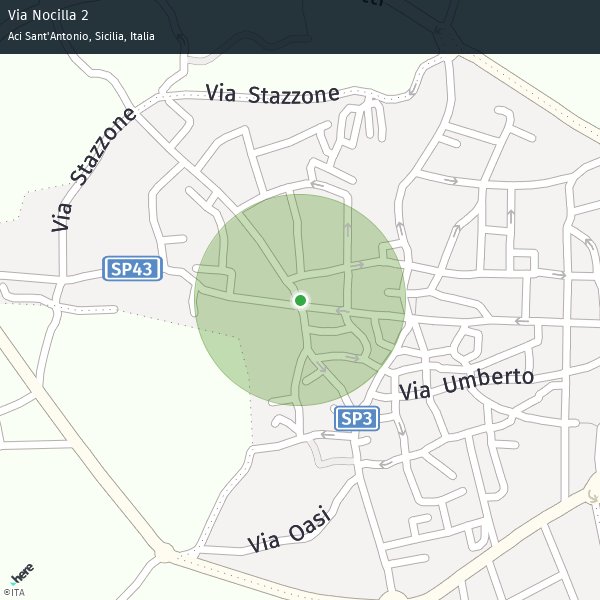 Via Nocilla 2
Aci Sant'Antonio, Sicilia, Italia
Via Stazzone
Via Stazzone
SP43
Via Umberto
SP3
Via Oasi
here
©ITA